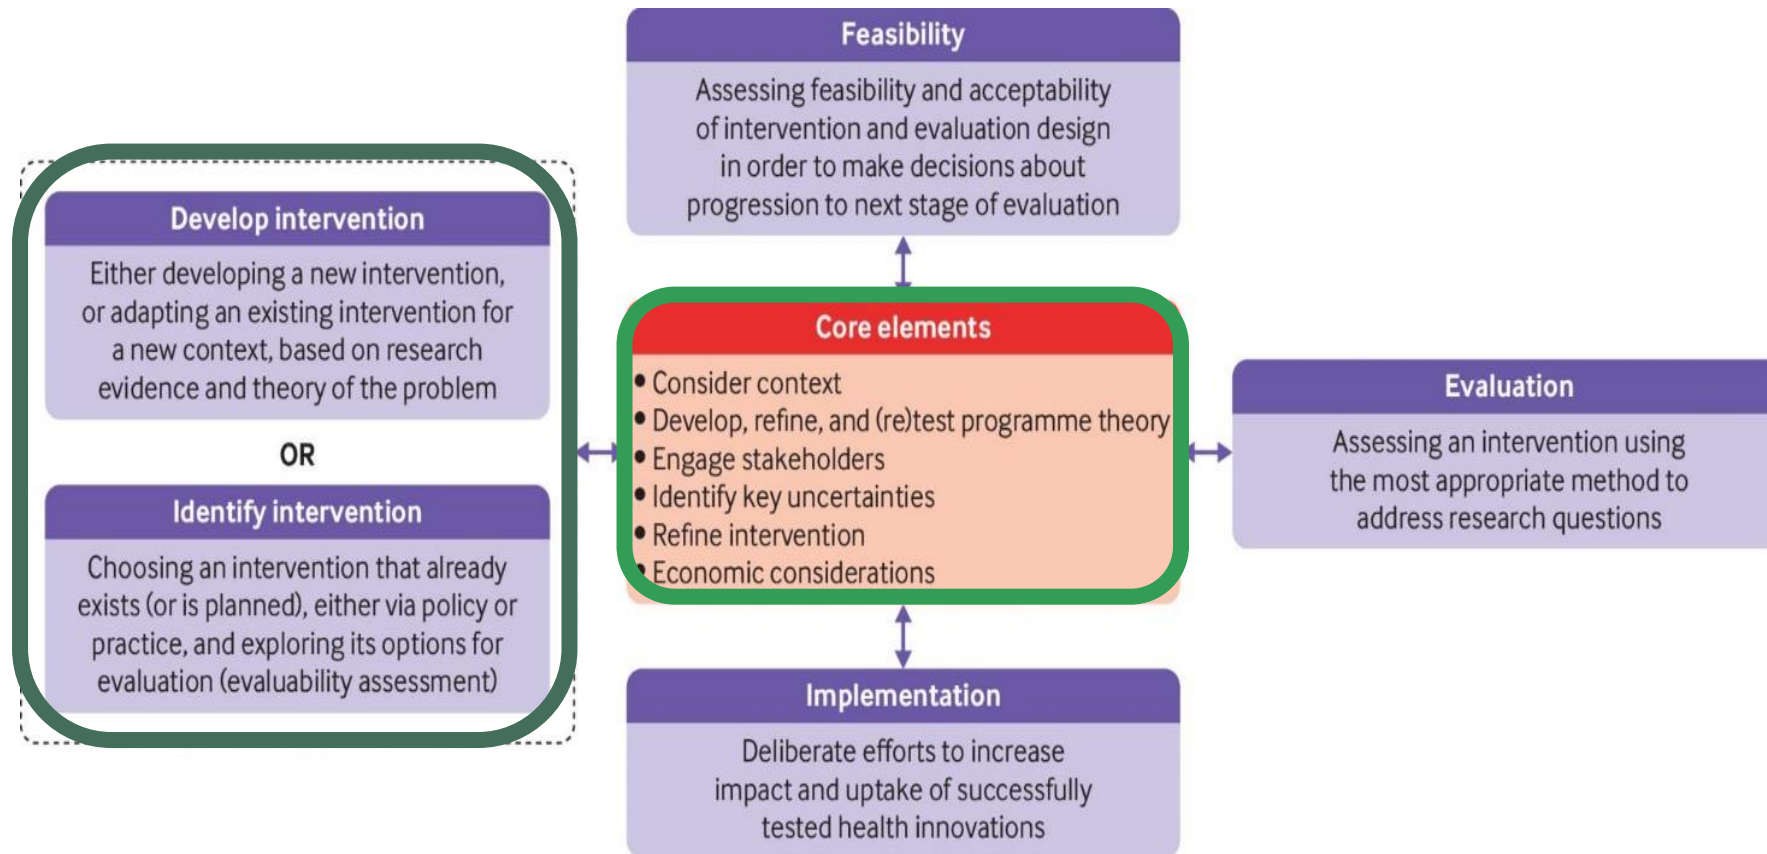 Feasibility
Assessing feasibility and acceptability
of intervention and evaluation design
in order to make decisions about
progression to next stage of evaluation
Develop intervention
Either developing a new intervention,
or adapting an existing intervention for
a new context, based on research
evidence and theory of the problem
OR
Identify intervention
Choosing an intervention that already
exists (or is planned), either via policy or
practice, and exploring its options for
evaluation (evaluability assessment)
Core elements
• Consider context
• Develop, refine, and (re)test programme theory
• Engage stakeholders
• Identify key uncertainties
• Refine intervention
• Economic considerations
Evaluation
Assessing an intervention using
the most appropriate method to
address research questions
Implementation
Deliberate efforts to increase
impact and uptake of successfully
tested health innovations